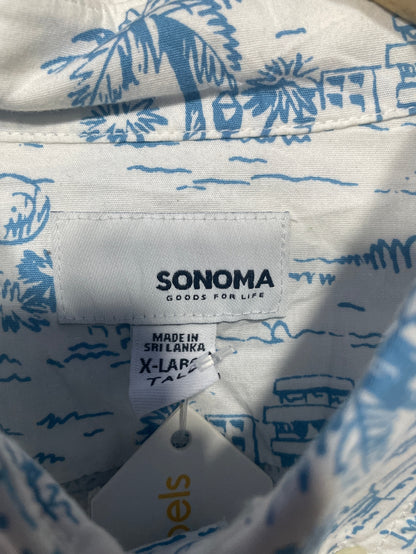 SONOMA
GOODS FOR LIFE
MADE IN
SRI LANKA
X-LARGE
TALL